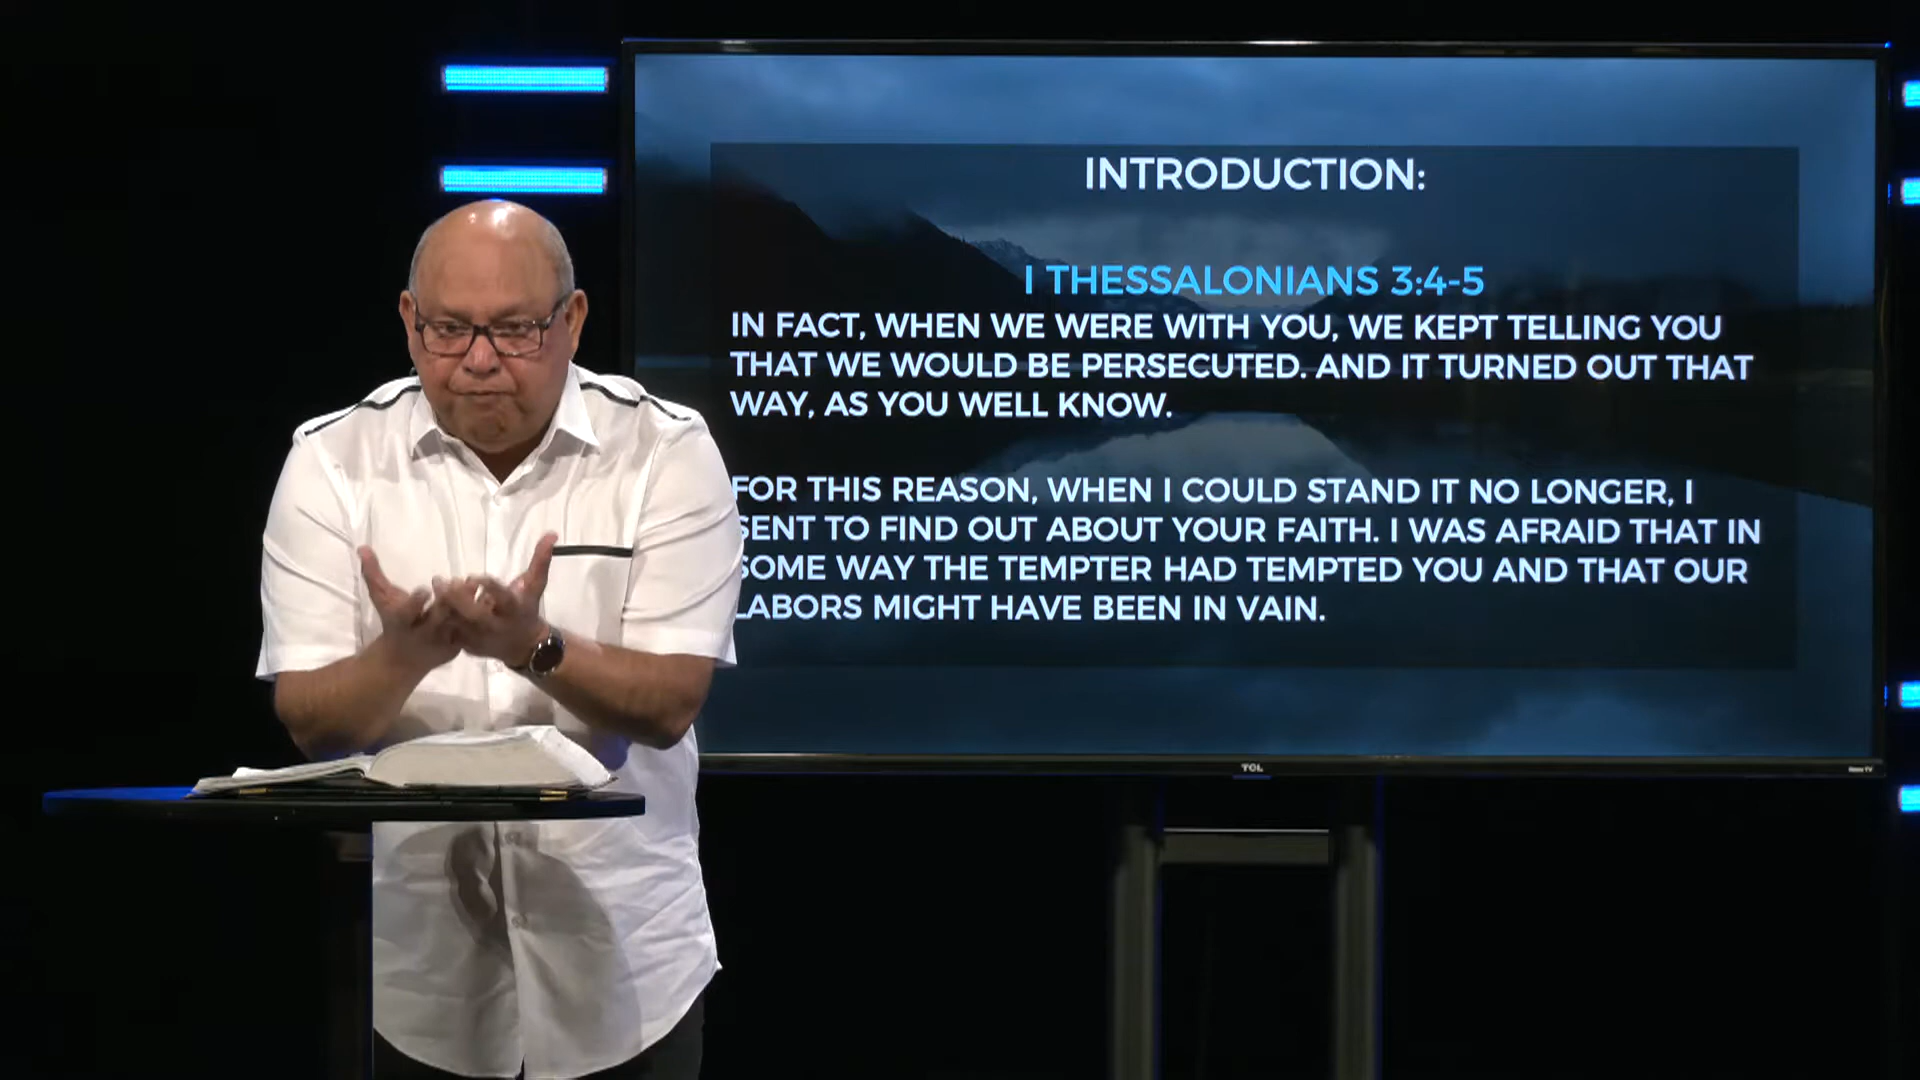 INTRODUCTION:
I THESSALONIANS 3:4-5
IN FACT, WHEN WE WERE WITH YOU, WE KEPT TELLING YOU
THAT WE WOULD BE PERSECUTED. AND IT TURNED OUT THAT
WAY, AS YOU WELL KNOW.
FOR THIS REASON, WHEN I COULD STAND IT NO LONGER, I
SENT TO FIND OUT ABOUT YOUR FAITH. I WAS AFRAID THAT IN
SOME WAY THE TEMPTER HAD TEMPTED YOU AND THAT OUR
LABORS MIGHT HAVE BEEN IN VAIN.
TCL
Roku TV